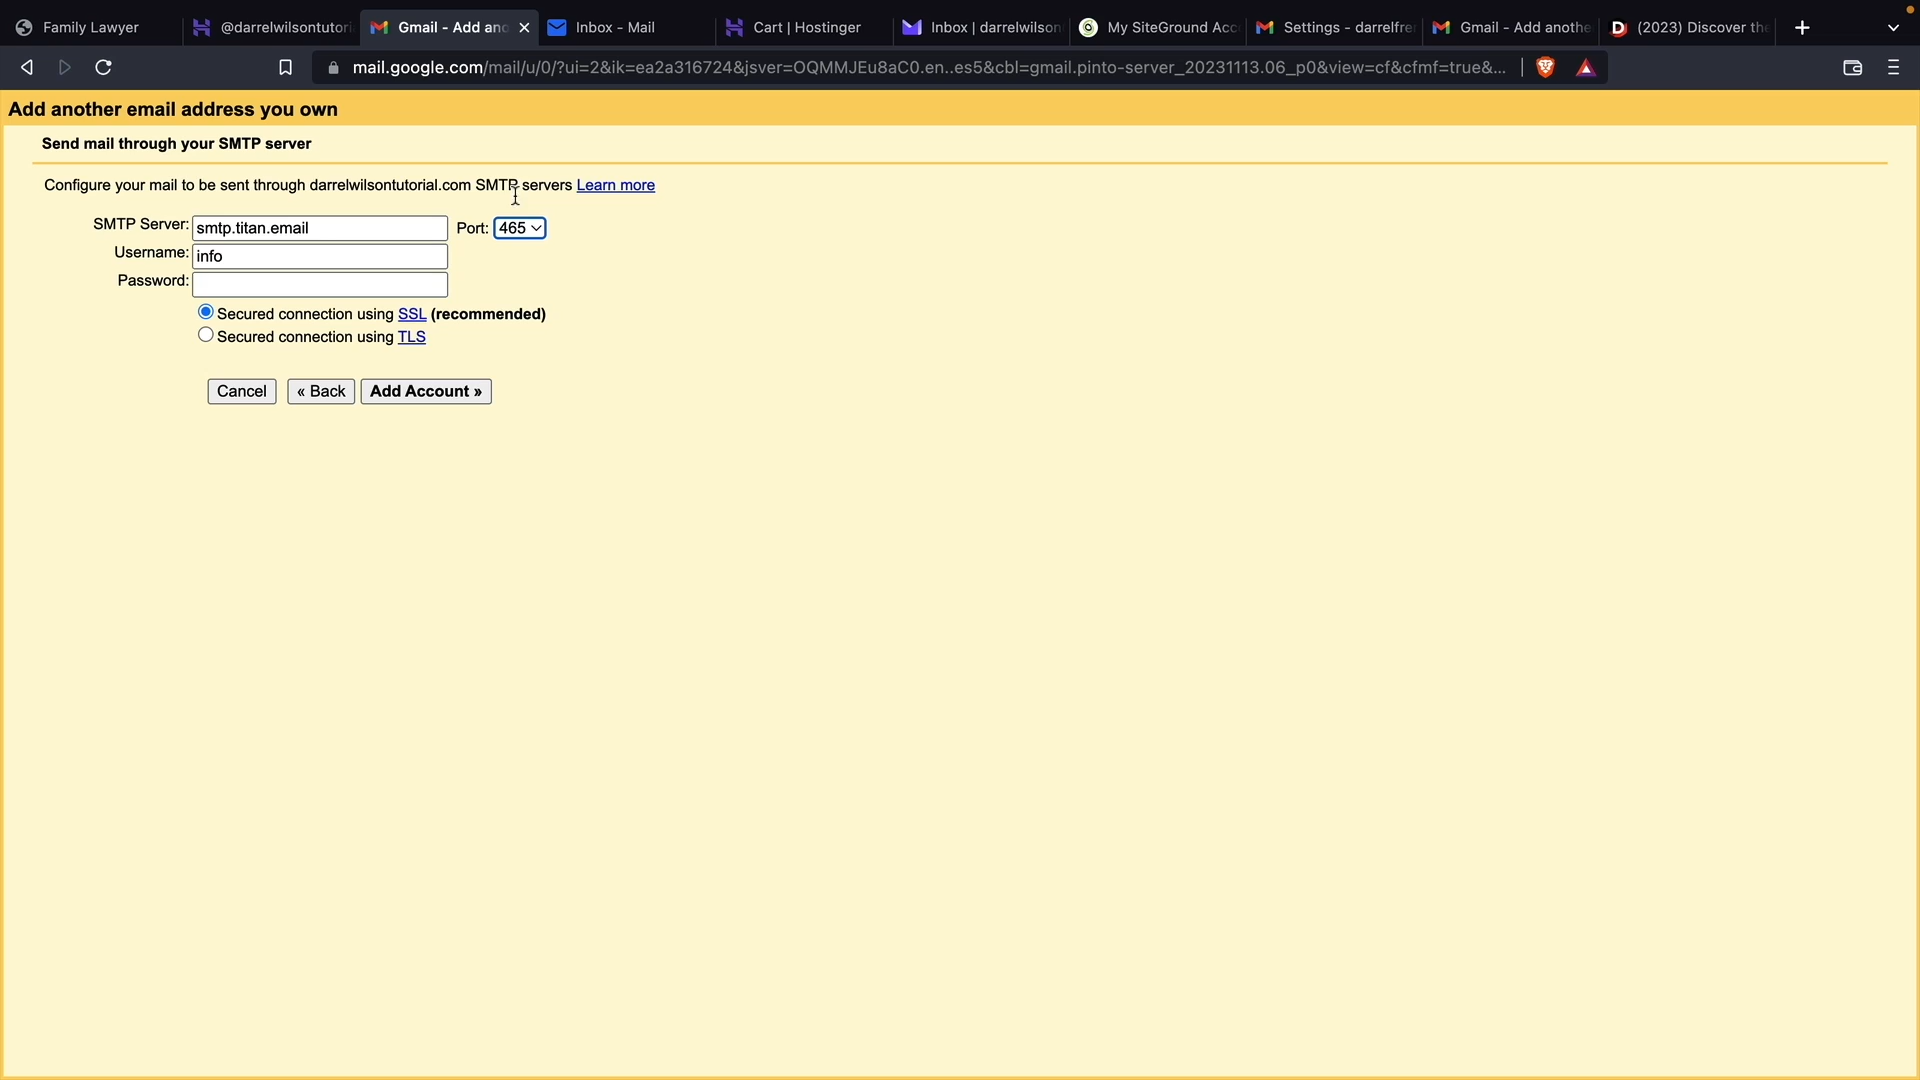 Family Lawyer
@darrelwilsontutori
Gmail - Add ano
Inbox - Mail
Cart | Hostinger
Inbox | darrelwilson
My SiteGround Acc
Settings - darrelfre
Gmail - Add anothe
(2023) Discover the
mail.google.com/mail/u/0/?ui=2&ik=ea2a316724&jsver=OQMMJEu8aC0.en..es5&cbl=gmail.pinto-server_20231113.06_p0&view=cf&cfmf=true&...
Add another email address you own
Send mail through your SMTP server
Configure your mail to be sent through darrelwilsontutorial.com SMTP servers Learn more
SMTP Server: smtp.titan.email Port: 465
Username: info
Password:
Secured connection using SSL (recommended)
Secured connection using TLS
Cancel « Back Add Account »